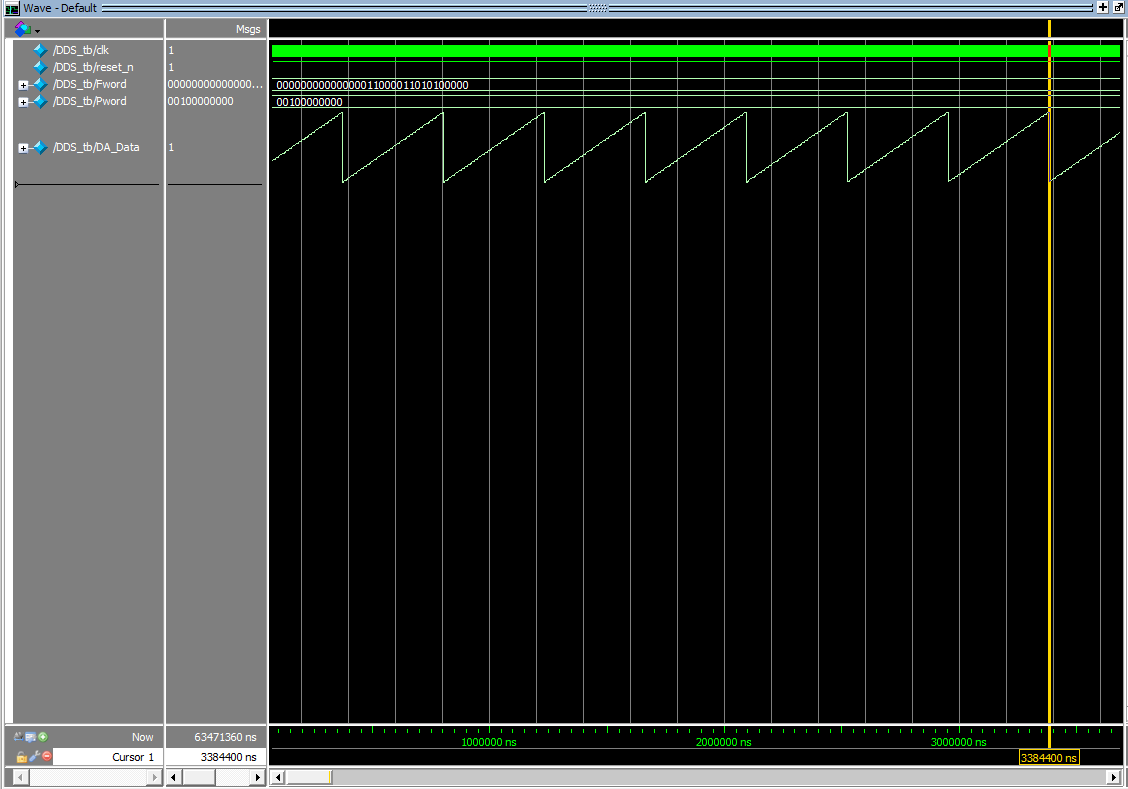 Wave - Default
Msgs
/DDS_tb/clk 1
/DDS_tb/reset_n 1
/DDS_tb/Fword 00000000000000... 00000000000000011000011010100000
/DDS_tb/Pword 00100000000 00100000000
/DDS_tb/DA_Data 1
Now 63471360 ns 1000000 ns 2000000 ns 3000000 ns
Cursor 1 3384400 ns 3384400 ns